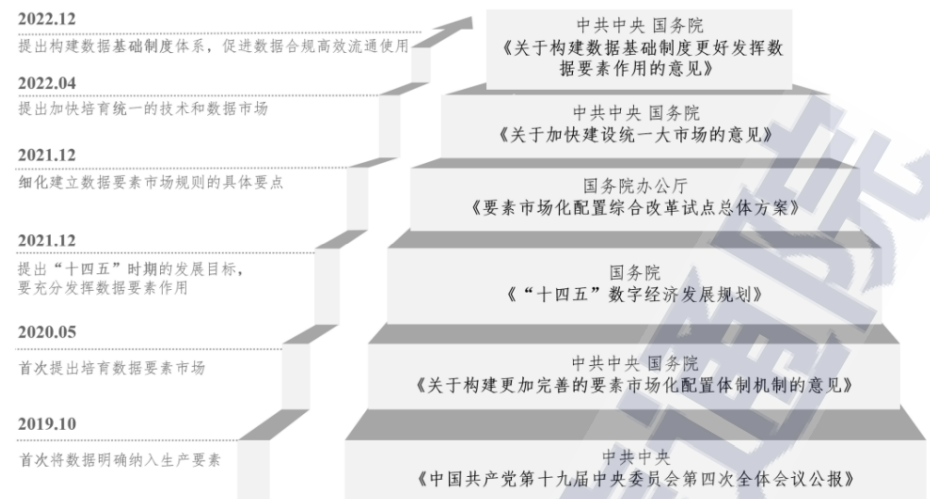 2022.12
提出构建数据基础制度体系，促进数据合规高效流通使用
中共中央 国务院
《关于构建数据基础制度更好发挥数
据要素作用的意见》
2022.04
提出加快培育统一的技术和数据市场
中共中央 国务院
《关于加快建设统一大市场的意见》
2021.12
细化建立数据要素市场规则的具体要点
国务院办公厅
《要素市场化配置综合改革试点总体方案》
2021.12
提出“十四五”时期的发展目标，
要充分发挥数据要素作用
国务院
《“十四五”数字经济发展规划》
2020.05
首次提出培育数据要素市场
中共中央 国务院
《关于构建更加完善的要素市场化配置体制机制的意见》
2019.10
首次将数据明确纳入生产要素
中共中央
《中国共产党第十九届中央委员会第四次全体会议公报》
通院